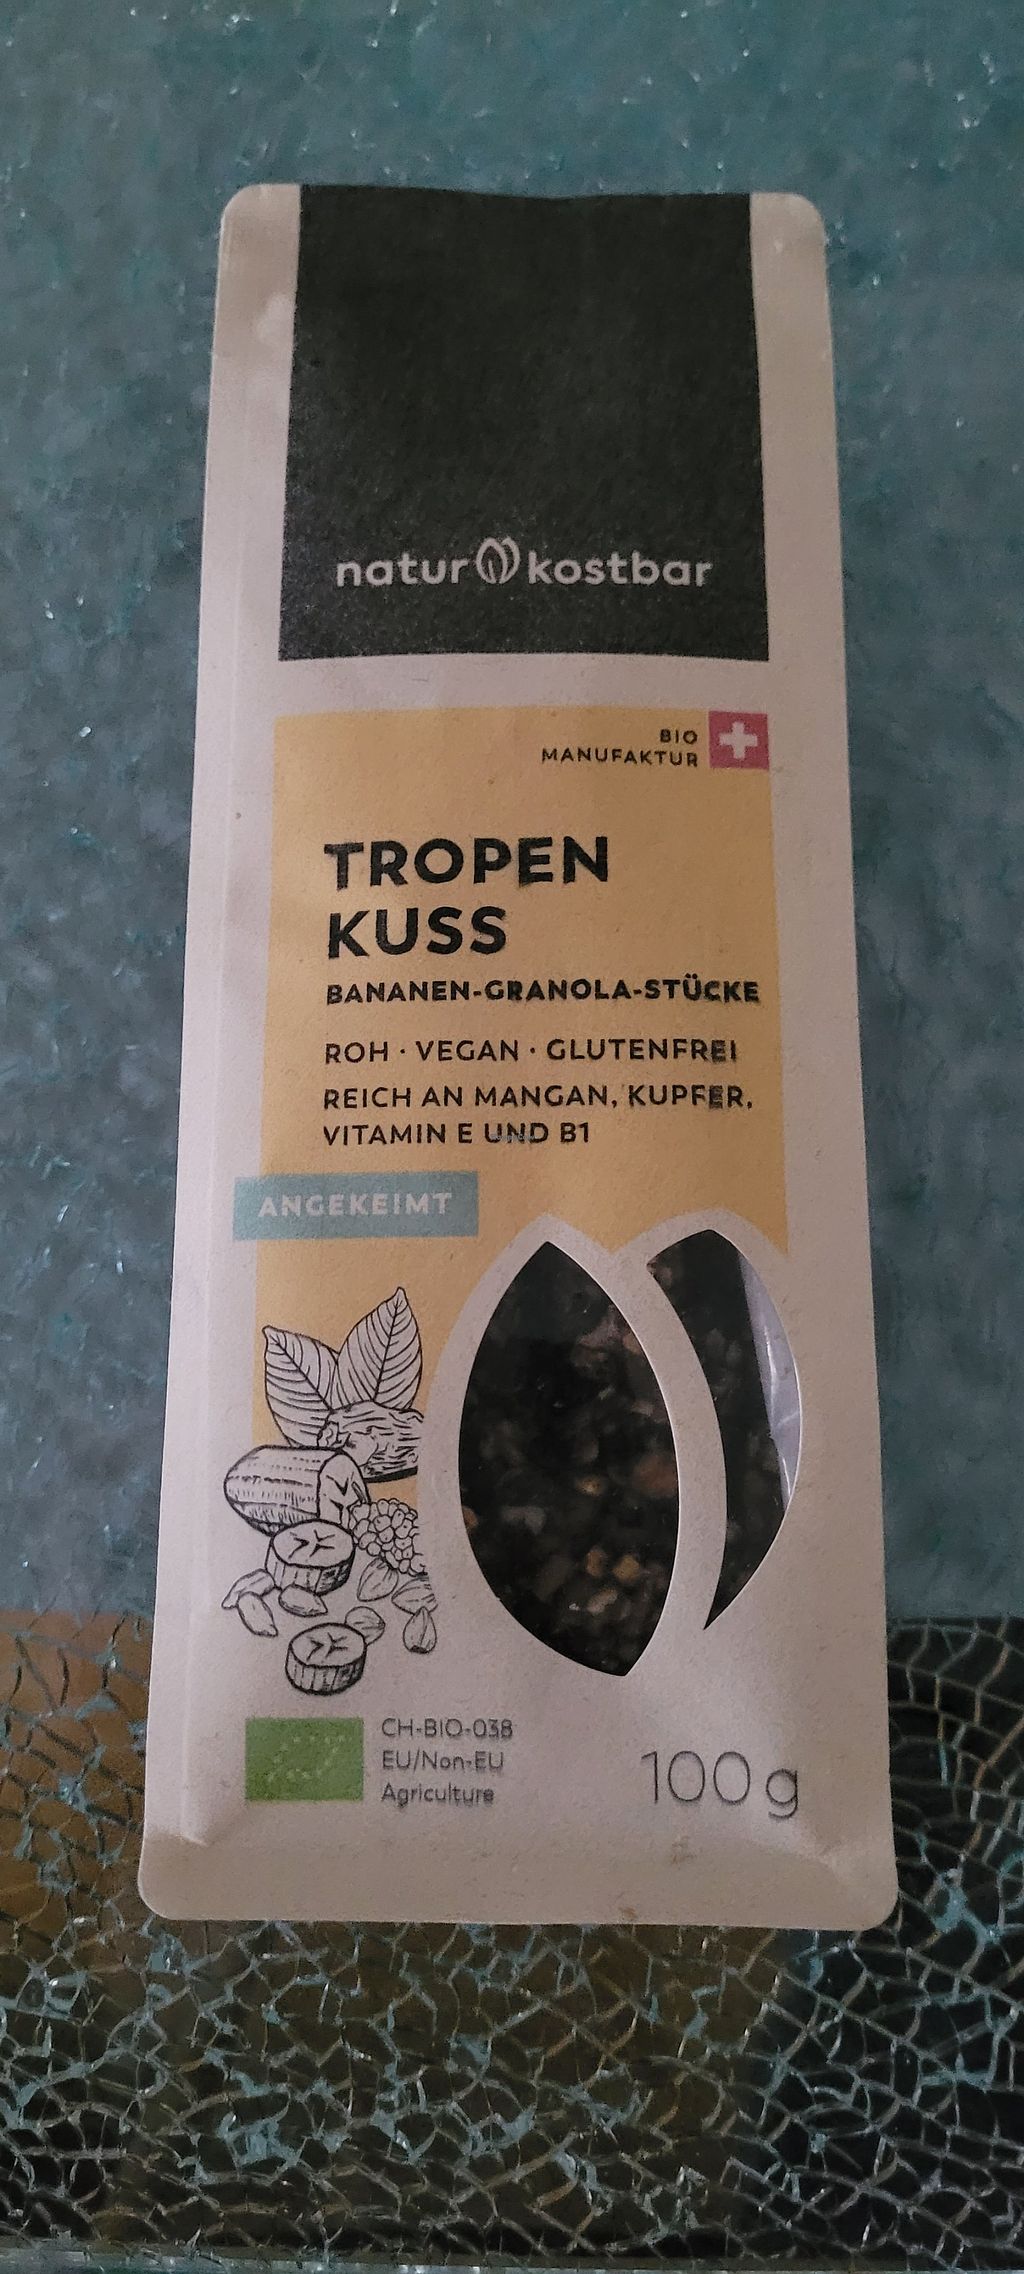 natur kostbar
BIO
MANUFAKTUR
TROPEN
KUSS
BANANEN-GRANOLA-STÜCKE
ROH · VEGAN · GLUTENFREI
REICH AN MANGAN, KUPFER,
VITAMIN E UND B1
ANGEKEIMT
CH-BIO-038
EU/Non-EU
Agriculture
100 g